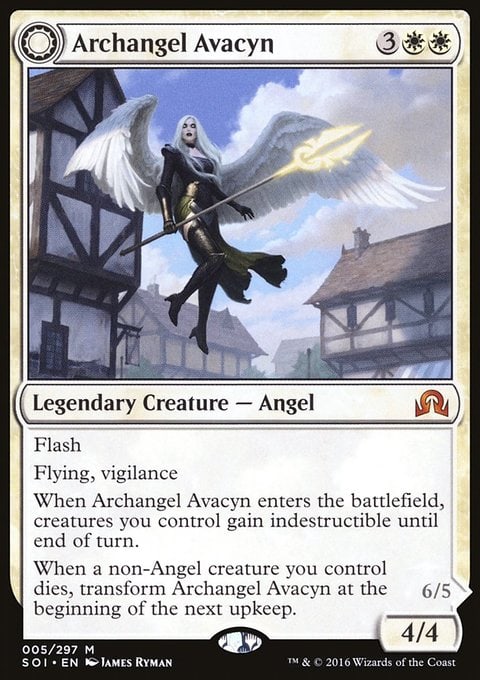 Archangel Avacyn 3
Legendary Creature — Angel
Flash
Flying, vigilance
When Archangel Avacyn enters the battlefield,
creatures you control gain indestructible until
end of turn.
When a non-Angel creature you control
dies, transform Archangel Avacyn at the
beginning of the next upkeep.
6/5
4/4
005/297 M
SOI • EN James Ryman
™ & © 2016 Wizards of the Coast